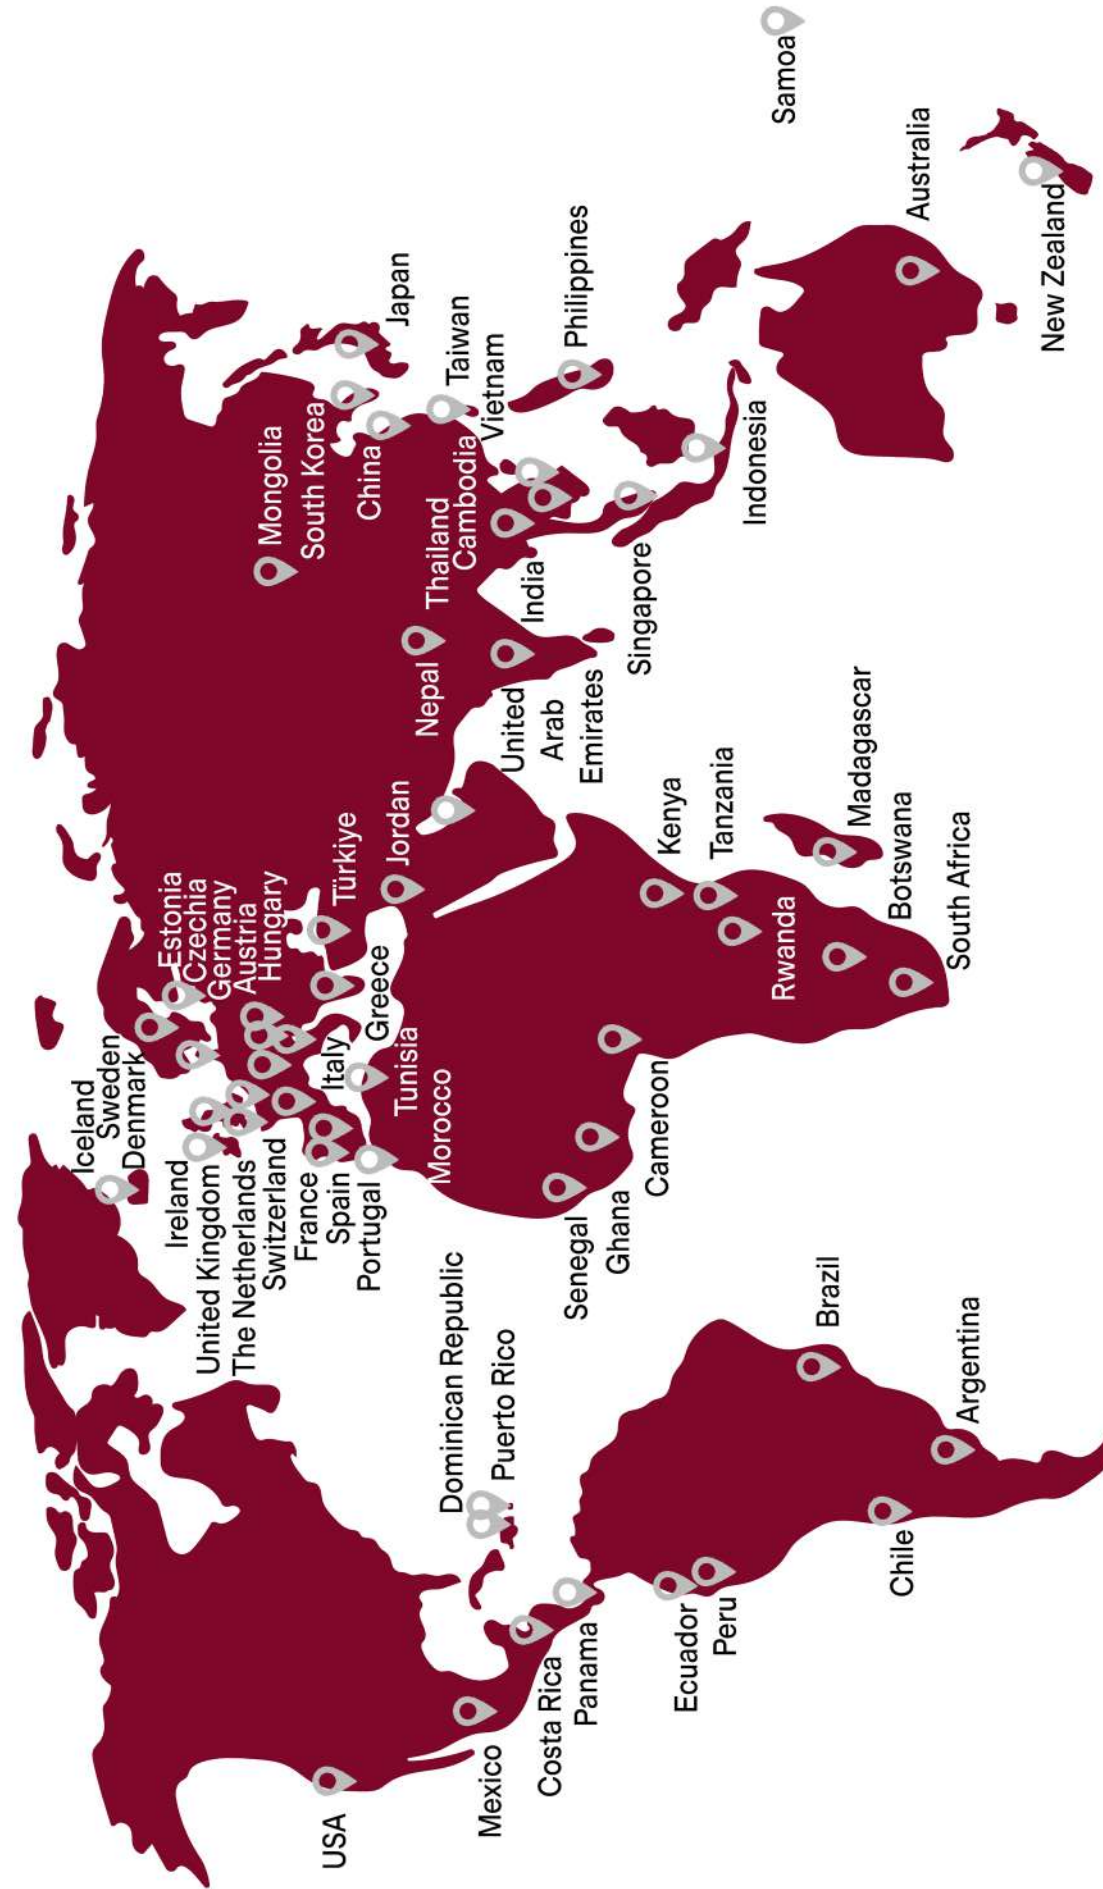 Iceland
Sweden
Denmark
Ireland
United Kingdom
The Netherlands
Switzerland
France
Spain
Portugal
Estonia
Czechia
Germany
Austria
Hungary
Italy
Greece
Türkiye
Jordan
Tunisia
Morocco
Mongolia
South Korea
China
Japan
Taiwan
Vietnam
Thailand
Cambodia
Nepal
India
United
Arab
Emirates
Philippines
Singapore
Indonesia
Samoa
Australia
New Zealand
USA
Mexico
Costa Rica
Panama
Dominican Republic
Puerto Rico
Ecuador
Peru
Chile
Brazil
Argentina
Senegal
Ghana
Cameroon
Kenya
Tanzania
Rwanda
Madagascar
Botswana
South Africa